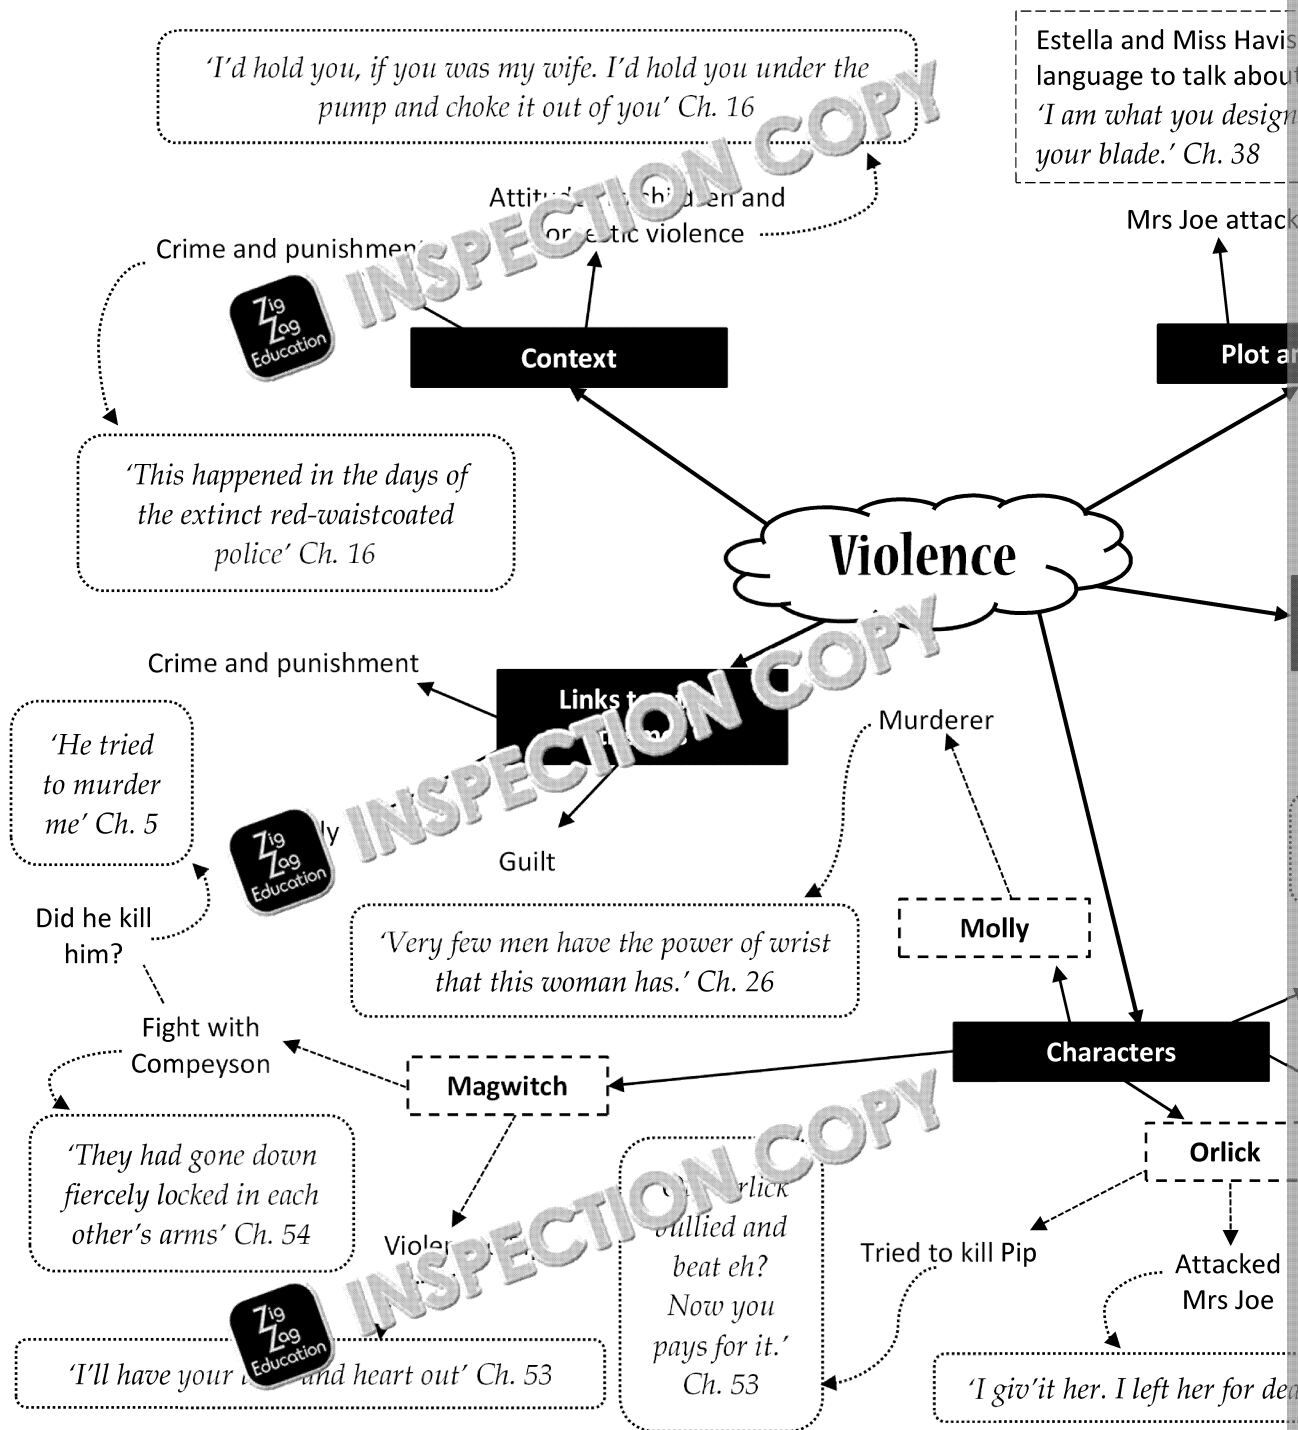 ‘I’d hold you, if you was my wife. I’d hold you under the
pump and choke it out of you’ Ch. 16
Estella and Miss
language to talk
‘I am what you
your blade.’ Ch. 38
children and
violence
Crime and punishment
Mrs Joe
Context
Plot
‘This happened in the days of
the extinct red-waistcoated
police’ Ch. 16
Violence
Crime and punishment
Links
Guilt
‘He tried
to murder
me’ Ch. 5
Did he kill
him?
Murderer
‘Very few men have the power of wrist
that this woman has.’ Ch. 26
Molly
Fight with
Compeyson
Magwitch
Characters
‘They had gone down
fiercely locked in each
other’s arms’ Ch. 54
Orlick
bullied and
beat eh?
Now you
pays for it.’
Ch. 53
Tried to kill Pip
Attacked
Mrs Joe
‘I’ll have your
and heart out’ Ch. 53
‘I giv’it her. I left her for
INSPECTION COPY
Zig
Zag
Education
INSPECTION COPY
Zig
Zag
Education
INSPECTION COPY
Zig
Zag
Education